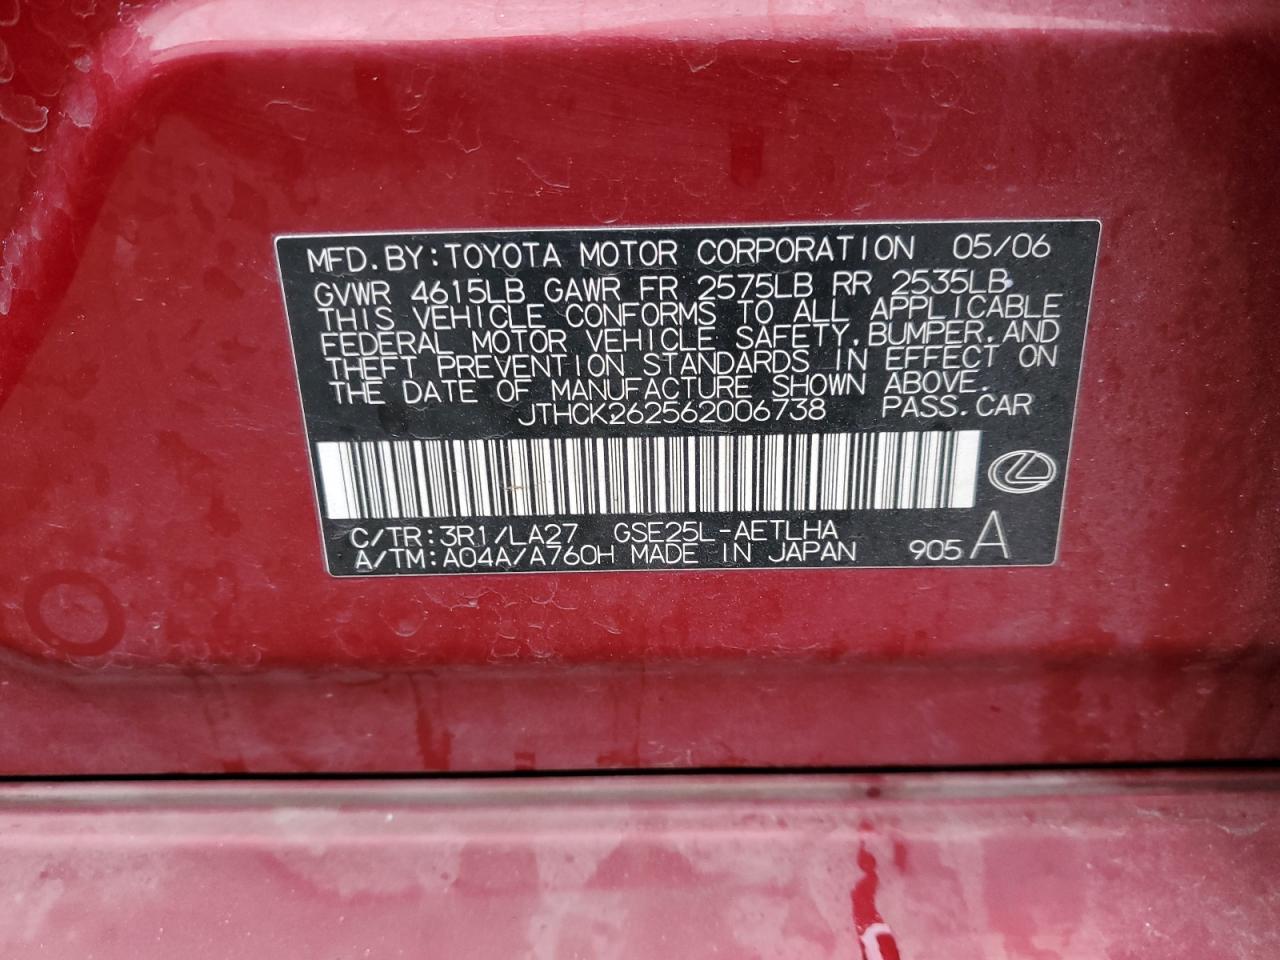 MFD.BY:TOYOTA MOTOR CORPORATION 05/06
GVWR 4615LB GAWR FR 2575LB RR 2535LB
THIS VEHICLE CONFORMS TO ALL APPLICABLE
FEDERAL MOTOR VEHICLE SAFETY,BUMPER,AND
THEFT PREVENTION STANDARDS IN EFFECT ON
THE DATE OF MANUFACTURE SHOWN ABOVE.
JTHCK262562006738 PASS.CAR
C/TR:3R1/LA27 GSE25L-AETLHA
A/TM:A04A/A760H MADE IN JAPAN 905 A